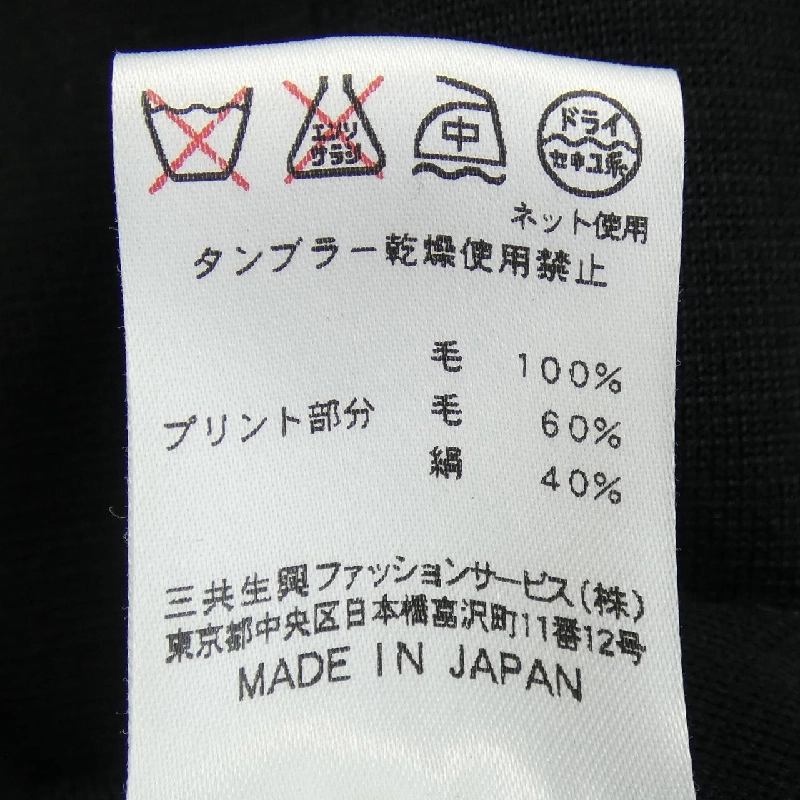 エンソ
サラシ
中
ドライ
セキユ系
ネット使用
タンブラー乾燥使用禁止
毛 100%
プリント部分 毛 60%
絹 40%
三共生興ファッションサービス(株)
東京都中央区日本橋富沢町11番12号
MADE IN JAPAN